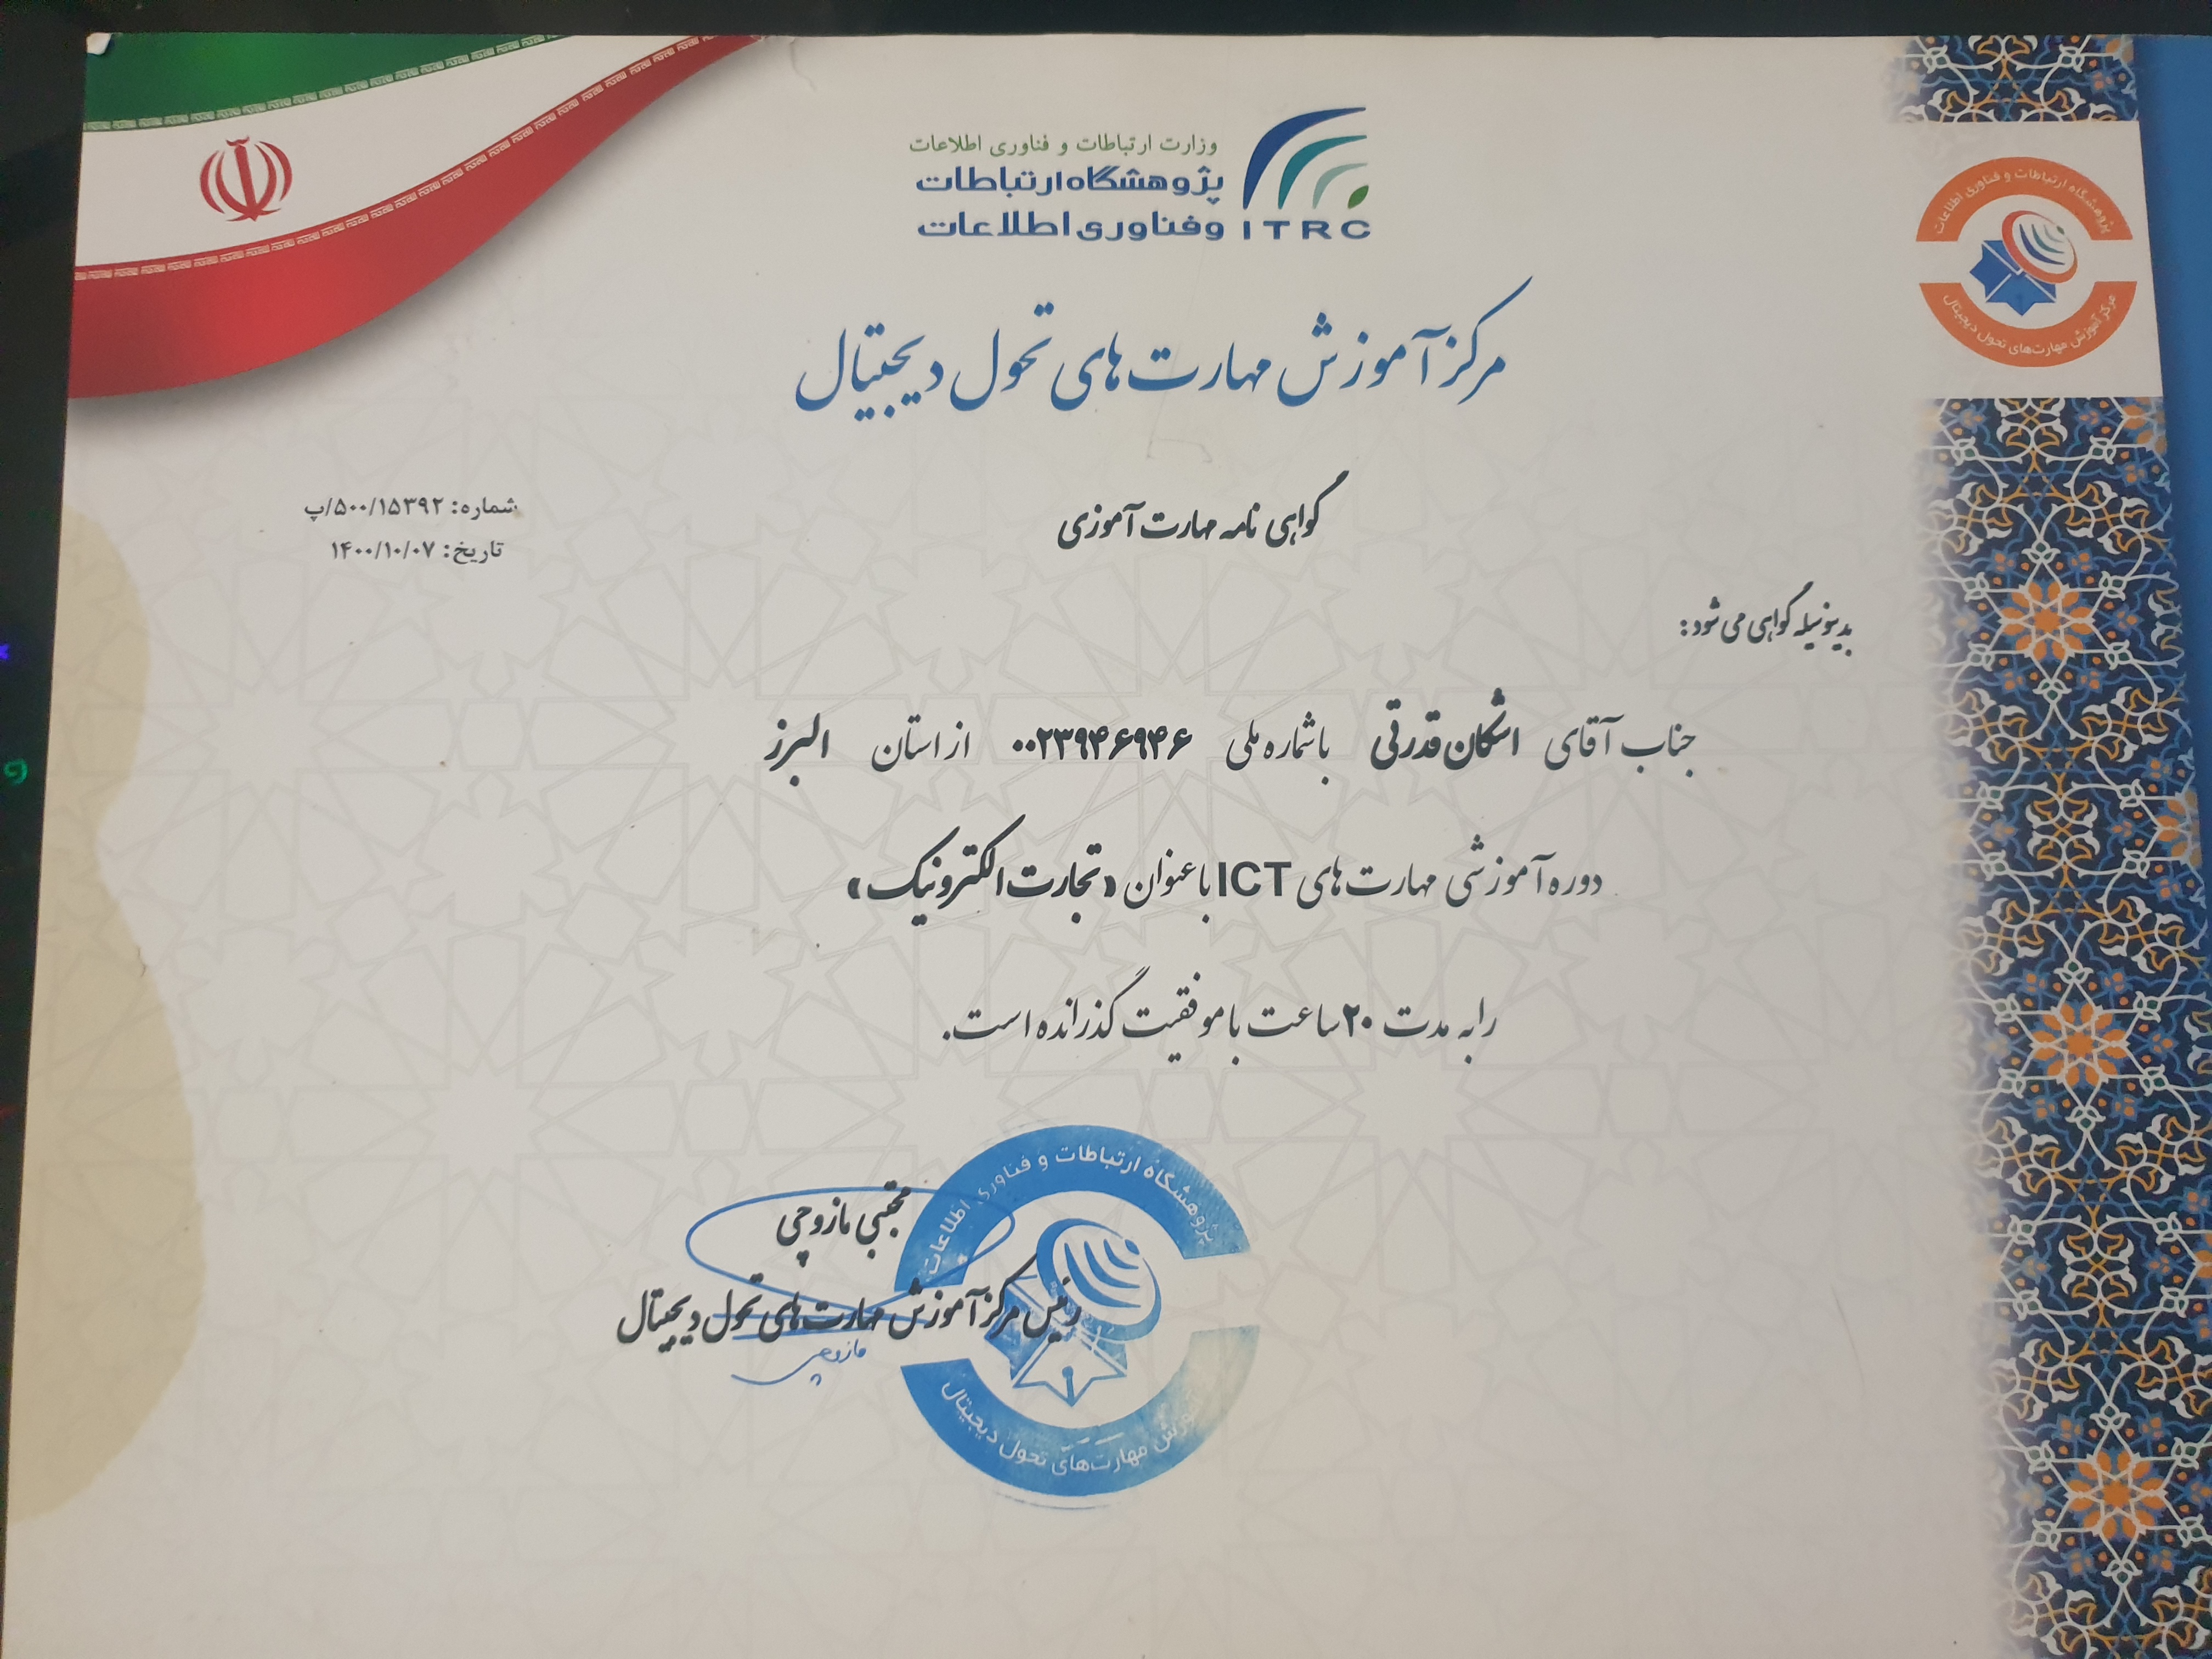 وزارت ارتباطات و فناوری اطلاعات
پژوهشگاه ارتباطات
و فناوری اطلاعات
ITRC
پژوهشگاه ارتباطات و فناوری اطلاعات
مرکز آموزش مهارت‌های تحول دیجیتال
مرکز آموزش مهارت‌های تحول دیجیتال
شماره: ۵۰۰/۱۵۳۹۲/پ
تاریخ: ۱۴۰۰/۱۰/۰۷
گواهی نامه مهارت آموزی
بدینوسیله گواهی می شود:
جناب آقای اشکان قدرتی با شماره ملی ۰۰۲۳۹۴۶۹۴۶ از استان البرز
دوره آموزشی مهارت‌های ICT با عنوان «تجارت الکترونیک»
را به مدت ۲۰ ساعت با موفقیت گذرانده است.
مجتبی مازوچی
رئیس مرکز آموزش مهارت‌های تحول دیجیتال
مازوچی
پژوهشگاه ارتباطات و فناوری اطلاعات
آموزش مهارت‌های تحول دیجیتال